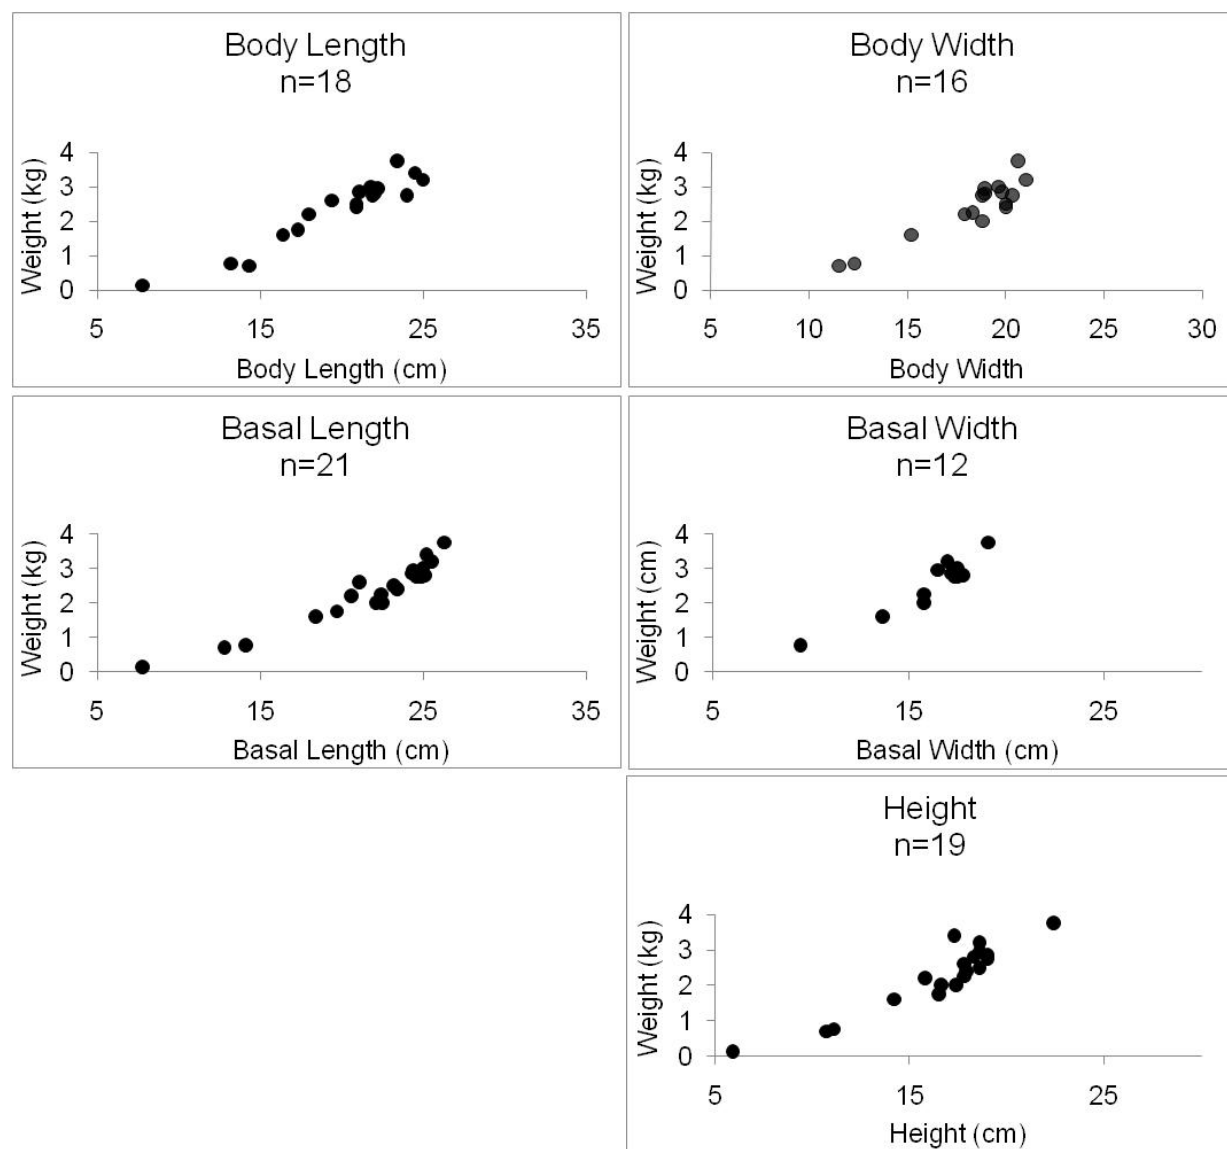 Body Length
n=18
Weight (kg)
4
3
2
1
0
5 15 25 35
Body Length (cm)
Body Width
n=16
Weight (kg)
4
3
2
1
0
5 10 15 20 25 30
Body Width
Basal Length
n=21
Weight (kg)
4
3
2
1
0
5 15 25 35
Basal Length (cm)
Basal Width
n=12
Weight (cm)
4
3
2
1
0
5 15 25
Basal Width (cm)
Height
n=19
Weight (kg)
4
3
2
1
0
5 15 25
Height (cm)